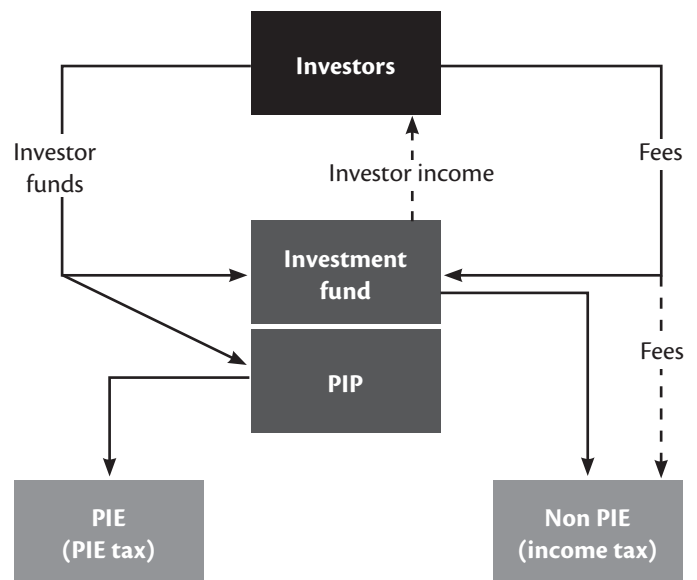 Investors
Investor
funds
Fees
Investor income
Investment
fund
Fees
PIP
PIE
(PIE tax)
Non PIE
(income tax)